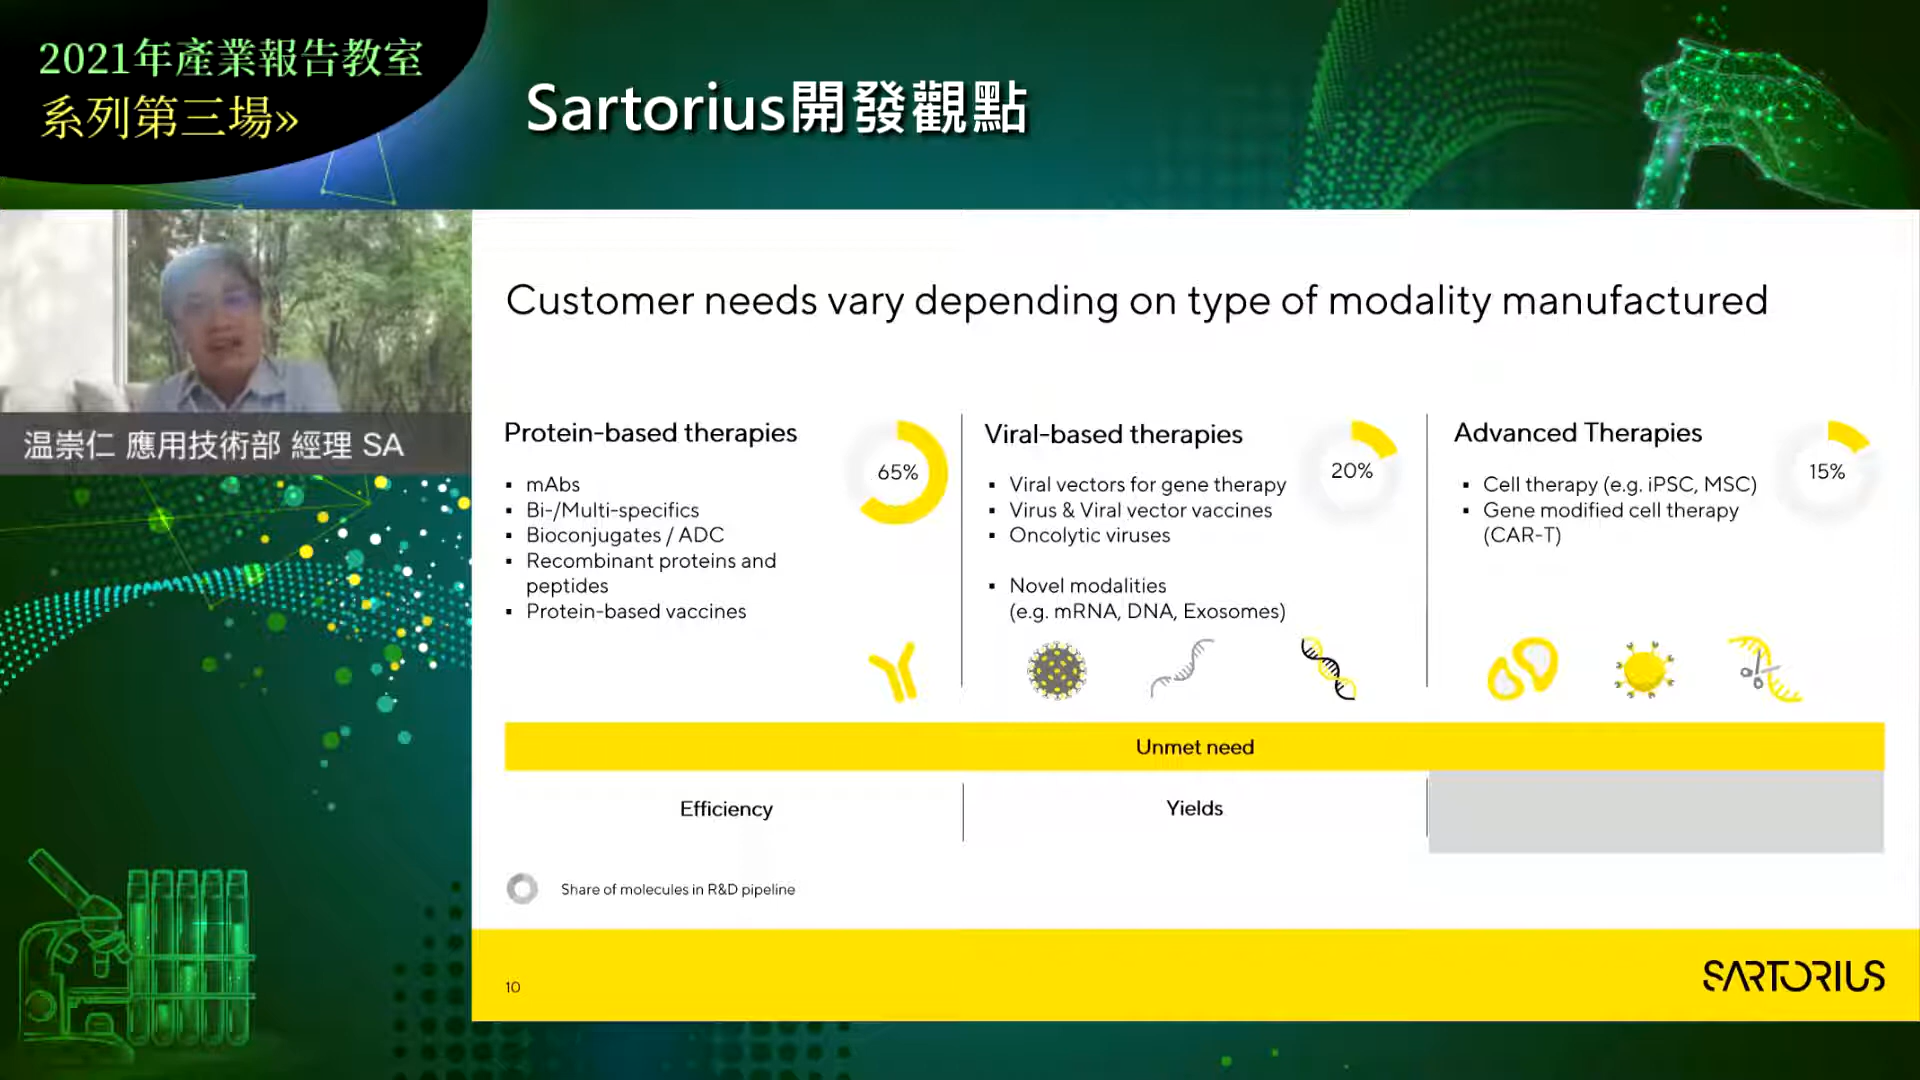 2021年產業報告教室
系列第三場»
Sartorius開發觀點
温崇仁 應用技術部 經理 SA
Customer needs vary depending on type of modality manufactured
Protein-based therapies
65%
▪ mAbs
▪ Bi-/Multi-specifics
▪ Bioconjugates / ADC
▪ Recombinant proteins and
peptides
▪ Protein-based vaccines
Viral-based therapies
20%
▪ Viral vectors for gene therapy
▪ Virus & Viral vector vaccines
▪ Oncolytic viruses
▪ Novel modalities
(e.g. mRNA, DNA, Exosomes)
Advanced Therapies
15%
▪ Cell therapy (e.g. iPSC, MSC)
▪ Gene modified cell therapy
(CAR-T)
Unmet need
Efficiency
Yields
Share of molecules in R&D pipeline
10
SARTORIUS